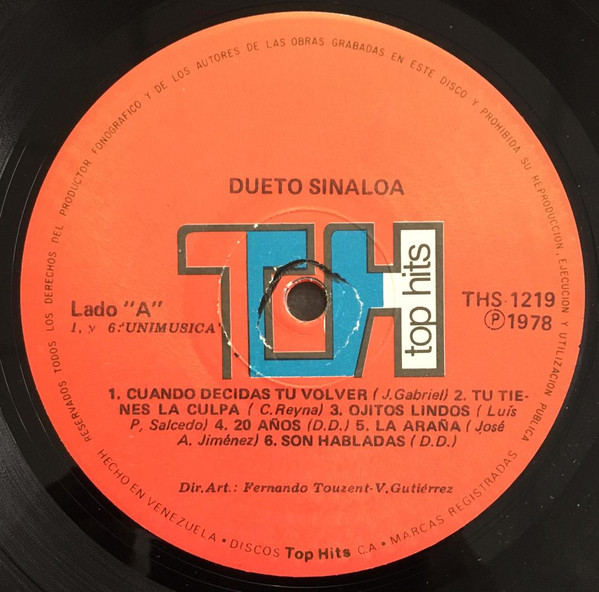 RESERVADOS TODOS LOS DERECHOS DEL PRODUCTOR FONOGRAFICO Y DE LOS AUTORES DE LAS OBRAS GRABADAS EN ESTE DISCO Y PROHIBIDA SU REPRODUCCION, EJECUCION Y UTILIZACION PUBLICA
DUETO SINALOA
TH
top hits
Lado "A"
1, y 6:'UNIMUSICA'
THS 1219
Ⓟ1978
1. CUANDO DECIDAS TU VOLVER ( J. Gabriel) 2. TU TIE-
NES LA CULPA ( C. Reyna) 3. OJITOS LINDOS ( Luis
P, Salcedo) 4. 20 AÑOS (D.D.) 5. LA ARAÑA ( José
A. Jiménez) 6. SON HABLADAS ( D.D.)
Dir.Art.: Fernando Touzent-V. Gutiérrez
HECHO EN VENEZUELA • DISCOS Top Hits C.A. • MARCAS REGISTRADAS